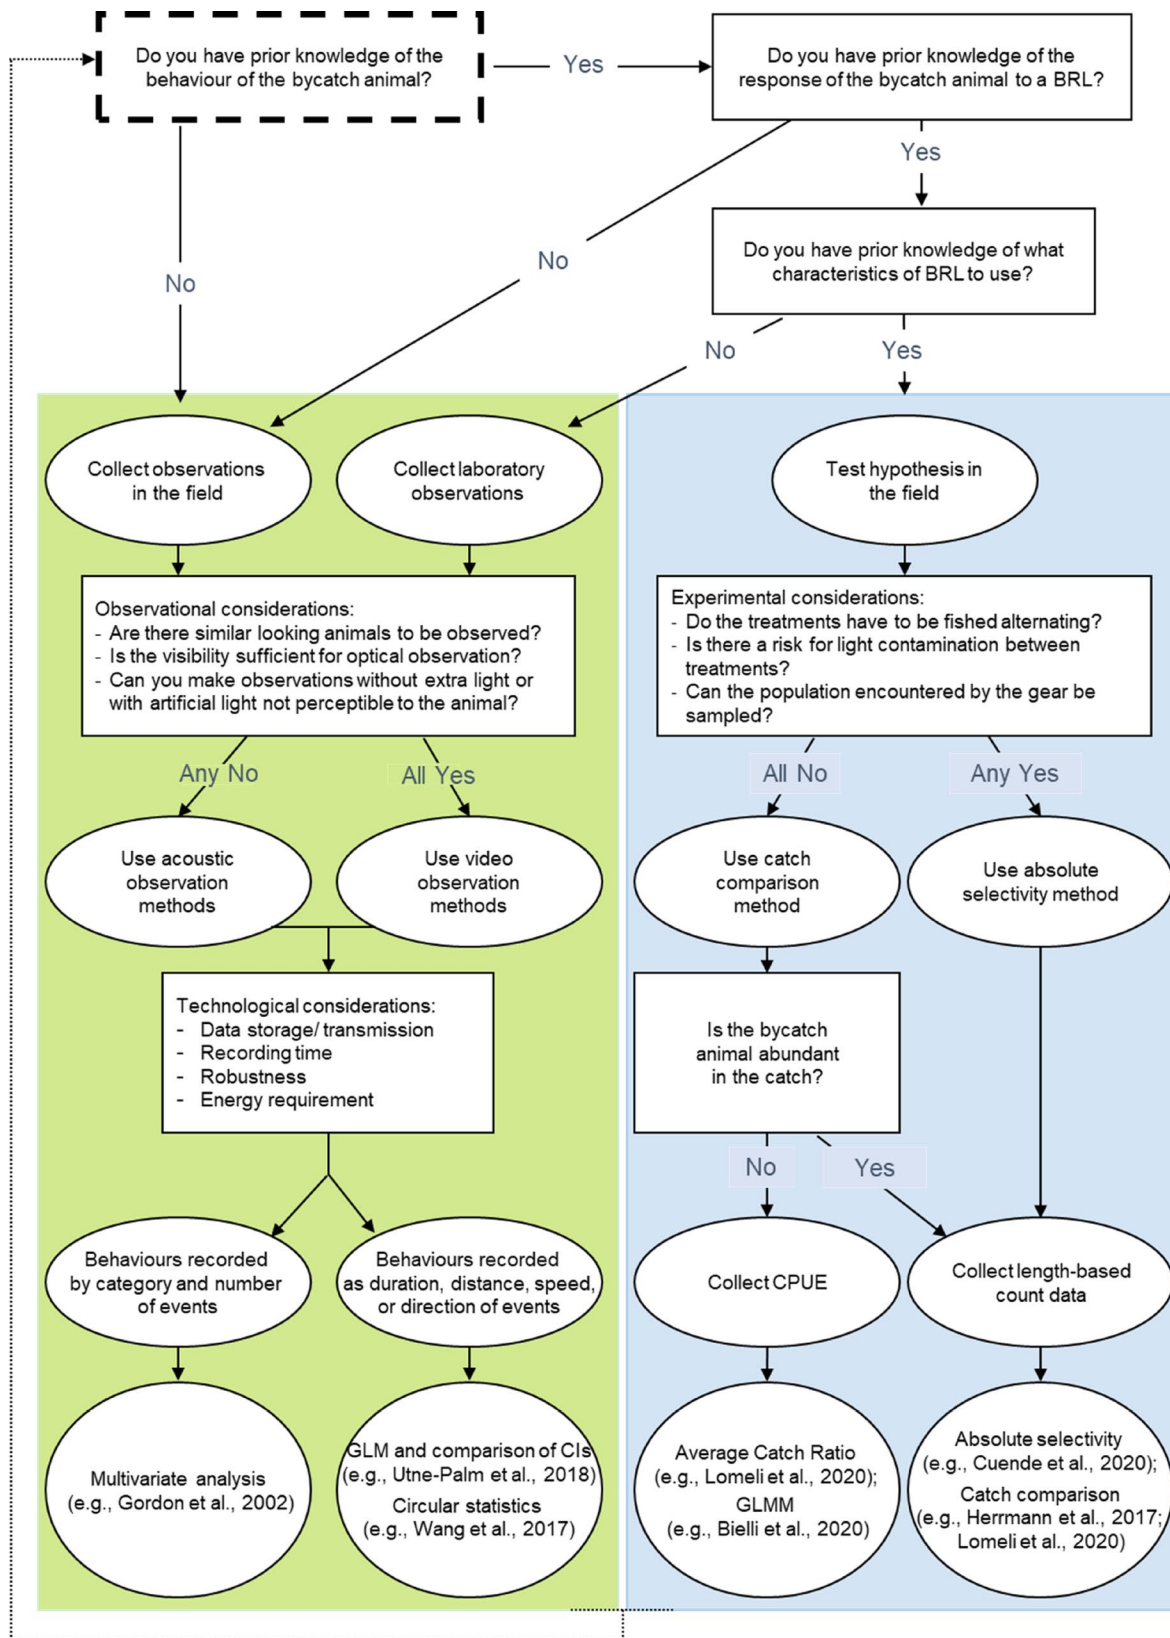 Do you have prior knowledge of the
behaviour of the bycatch animal?
Yes
Do you have prior knowledge of the
response of the bycatch animal to a BRL?
Yes
No
No
Do you have prior knowledge of what
characteristics of BRL to use?
No
Yes
Collect observations
in the field
Collect laboratory
observations
Test hypothesis in
the field
Observational considerations:
- Are there similar looking animals to be observed?
- Is the visibility sufficient for optical observation?
- Can you make observations without extra light or
with artificial light not perceptible to the animal?
Experimental considerations:
- Do the treatments have to be fished alternating?
- Is there a risk for light contamination between
treatments?
- Can the population encountered by the gear be
sampled?
Any No
All Yes
All No
Any Yes
Use acoustic
observation
methods
Use video
observation
methods
Use catch
comparison
method
Use absolute
selectivity method
Technological considerations:
- Data storage/ transmission
- Recording time
- Robustness
- Energy requirement
Is the bycatch
animal abundant
in the catch?
No
Yes
Behaviours recorded
by category and number
of events
Behaviours recorded
as duration, distance, speed,
or direction of events
Collect CPUE
Collect length-based
count data
Multivariate analysis
(e.g., Gordon et al., 2002)
GLM and comparison of CIs
(e.g., Utne-Palm et al., 2018)
Circular statistics
(e.g., Wang et al., 2017)
Average Catch Ratio
(e.g., Lomeli et al., 2020);
GLMM
(e.g., Bielli et al., 2020)
Absolute selectivity
(e.g., Cuende et al., 2020);
Catch comparison
(e.g., Herrmann et al., 2017;
Lomeli et al., 2020)